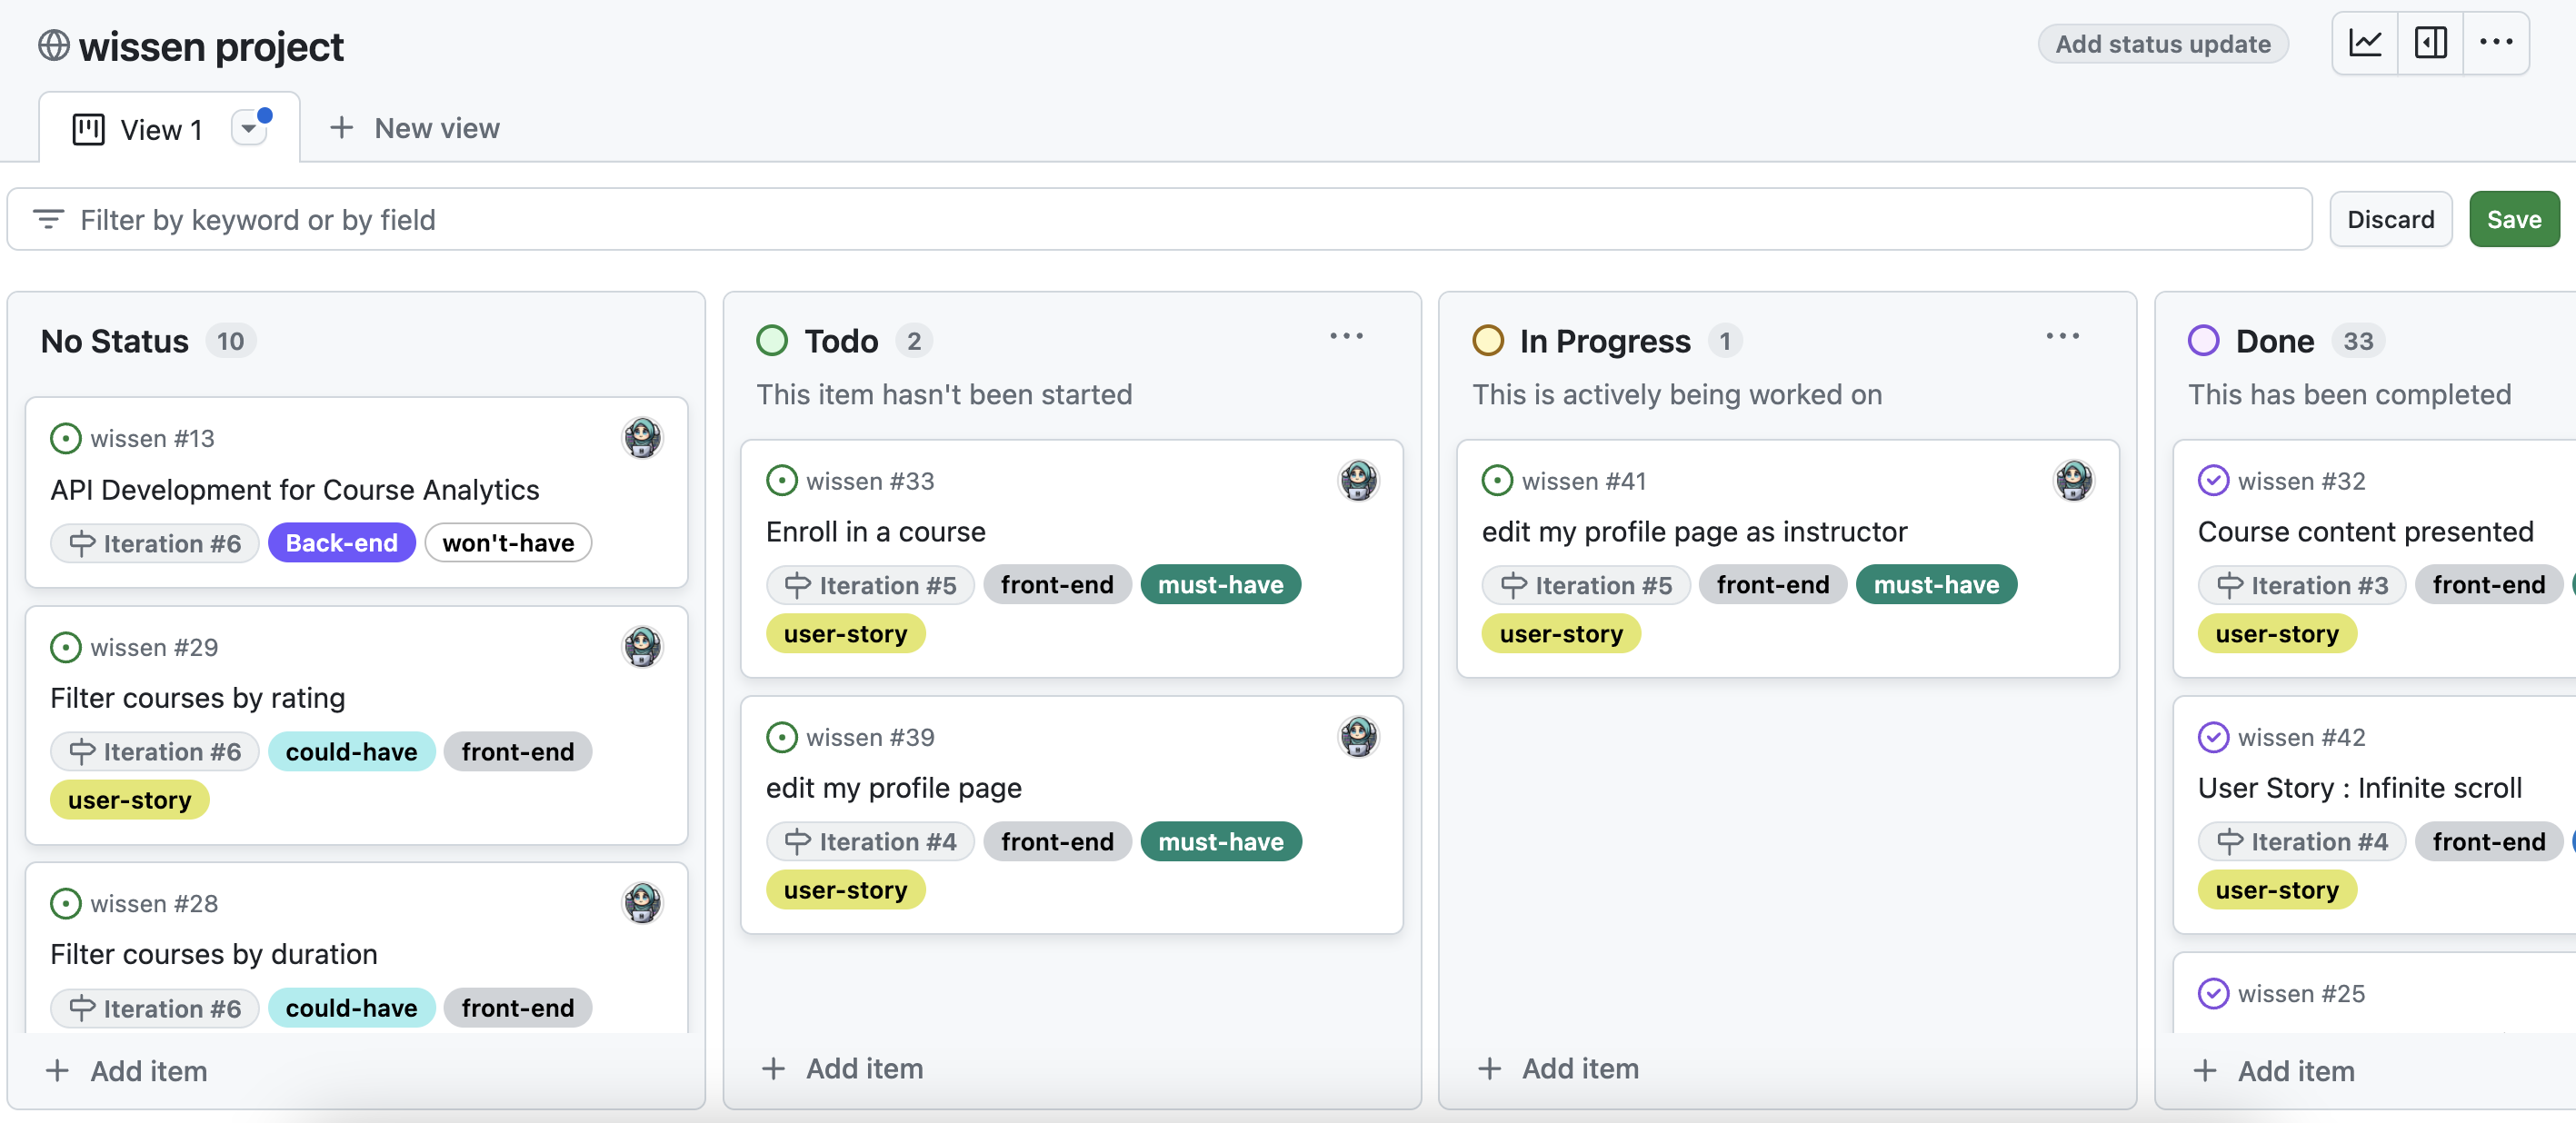 wissen project
Add status update
View 1
New view
Filter by keyword or by field
Discard
Save
No Status 10
wissen #13
API Development for Course Analytics
Iteration #6 Back-end won't-have
wissen #29
Filter courses by rating
Iteration #6 could-have front-end
user-story
wissen #28
Filter courses by duration
Iteration #6 could-have front-end
+ Add item
Todo 2
This item hasn't been started
wissen #33
Enroll in a course
Iteration #5 front-end must-have
user-story
wissen #39
edit my profile page
Iteration #4 front-end must-have
user-story
+ Add item
In Progress 1
This is actively being worked on
wissen #41
edit my profile page as instructor
Iteration #5 front-end must-have
user-story
+ Add item
Done 33
This has been completed
wissen #32
Course content presented
Iteration #3 front-end
user-story
wissen #42
User Story : Infinite scroll
Iteration #4 front-end
user-story
wissen #25
+ Add item